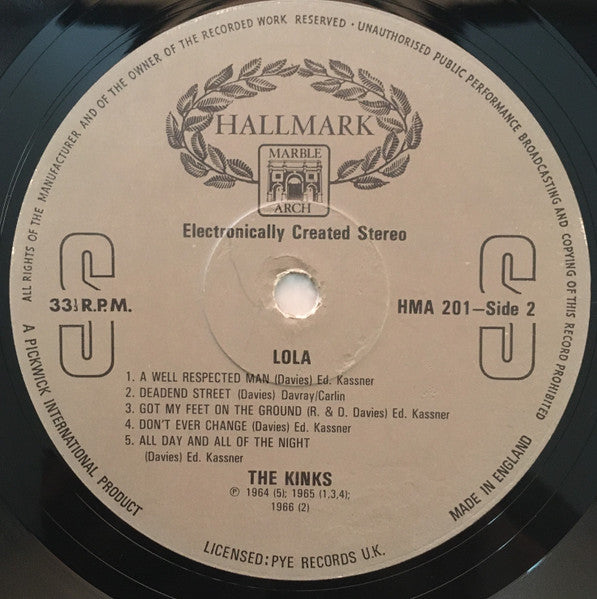 ALL RIGHTS OF THE MANUFACTURER AND OF THE OWNER OF THE RECORDED WORK RESERVED · UNAUTHORISED PUBLIC PERFORMANCE BROADCASTING AND COPYING OF THIS RECORD PROHIBITED
HALLMARK
MARBLE
ARCH
Electronically Created Stereo
33⅓ R.P.M.
HMA 201–Side 2
LOLA
1. A WELL RESPECTED MAN (Davies) Ed. Kassner
2. DEADEND STREET (Davies) Davray/Carlin
3. GOT MY FEET ON THE GROUND (R. & D. Davies) Ed. Kassner
4. DON'T EVER CHANGE (Davies) Ed. Kassner
5. ALL DAY AND ALL OF THE NIGHT
(Davies) Ed. Kassner
THE KINKS
℗ 1964 (5); 1965 (1,3,4);
1966 (2)
A PICKWICK INTERNATIONAL PRODUCT
LICENSED: PYE RECORDS U.K.
MADE IN ENGLAND